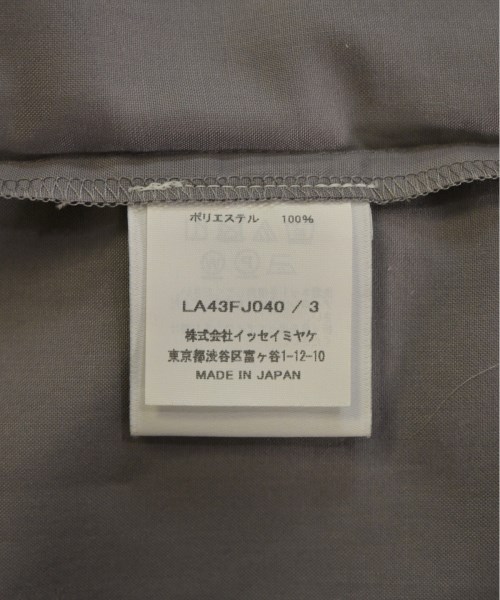 ポリエステル 100%
LA43FJ040 / 3
株式会社イッセイミヤケ
東京都渋谷区富ヶ谷1-12-10
MADE IN JAPAN